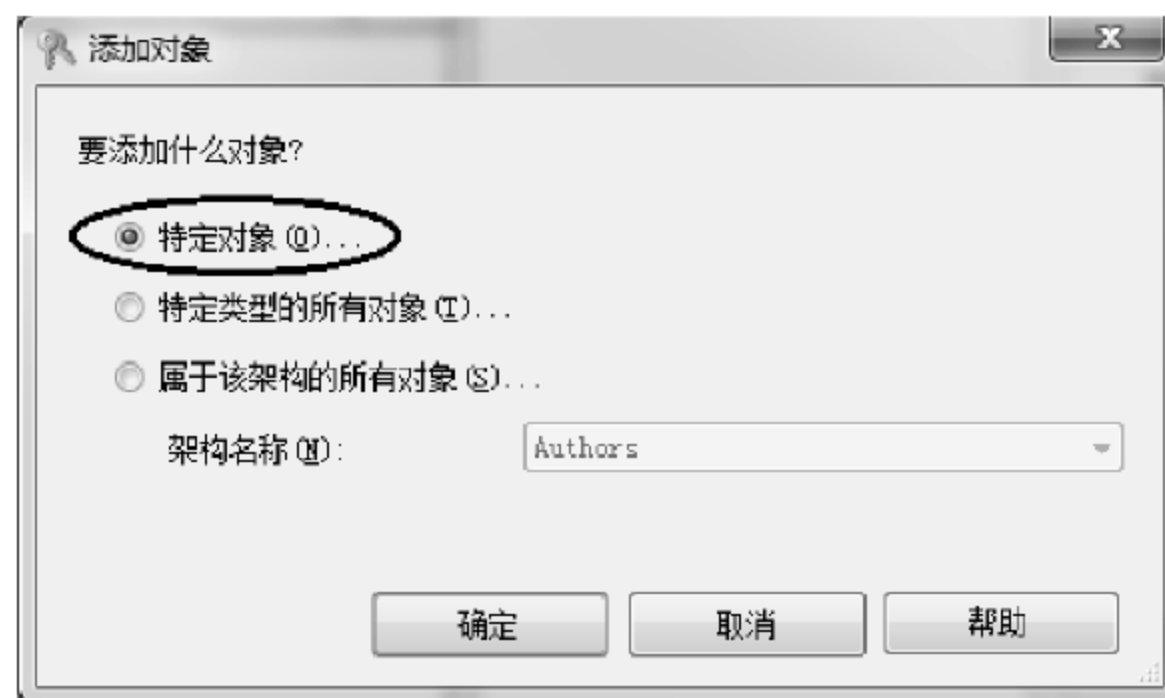 添加对象
要添加什么对象?
特定对象(O)...
特定类型的所有对象(T)...
属于该架构的所有对象(S)...
架构名称(N): Authors
确定 取消 帮助